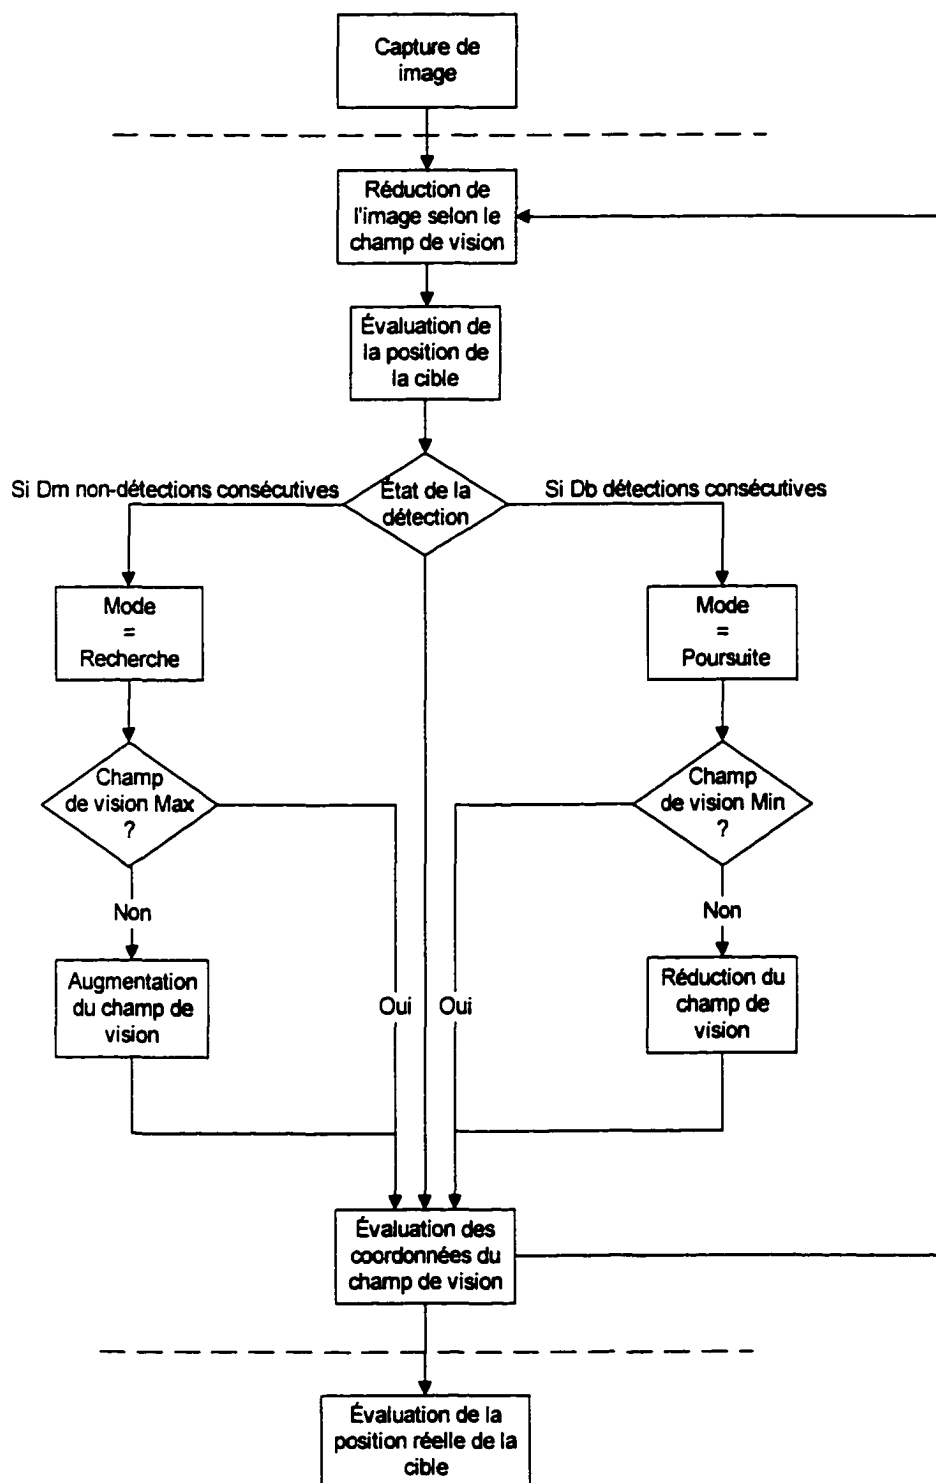 Capture de
image
Réduction de
l'image selon le
champ de vision
Évaluation de
la position de
la cible
Si Dm non-détections consécutives
État de la
détection
Si Db détections consécutives
Mode
=
Recherche
Mode
=
Poursuite
Champ
de vision Max
?
Champ
de vision Min
?
Non
Non
Augmentation
du champ de
vision
Réduction du
champ de
vision
Oui
Oui
Évaluation des
coordonnées du
champ de vision
Évaluation de la
position réelle de la
cible